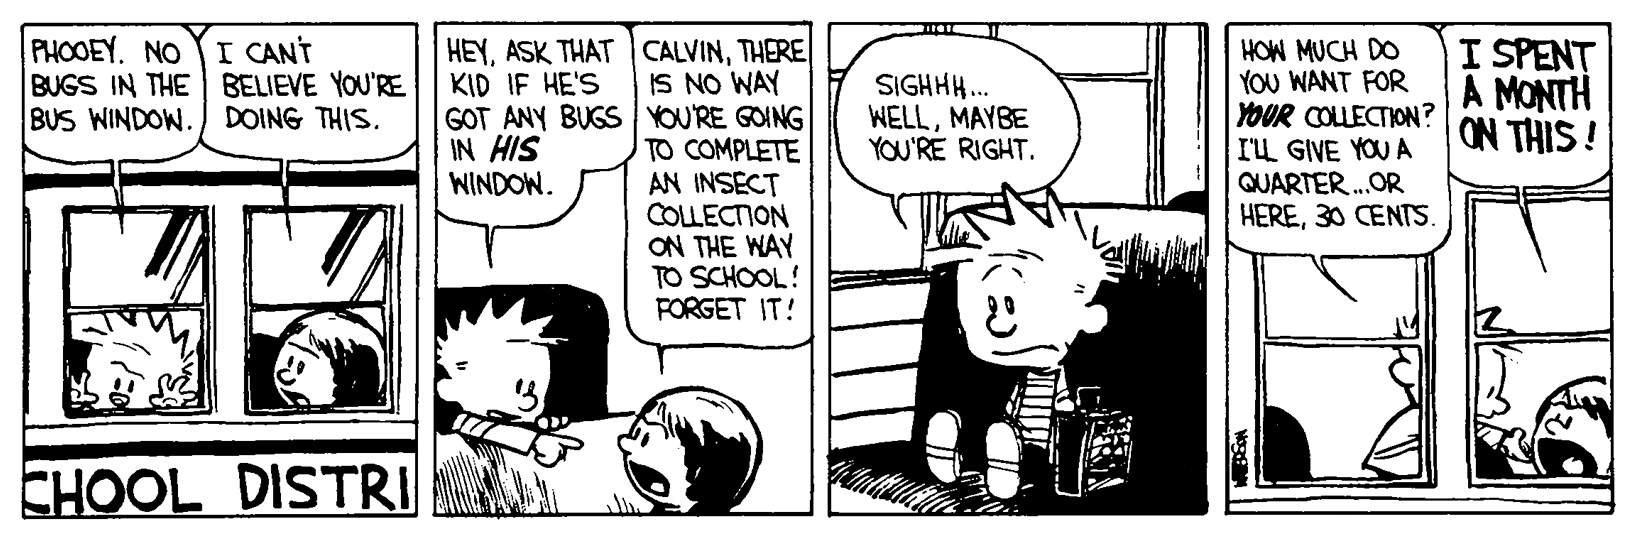 PHOOEY. NO
BUGS IN THE
BUS WINDOW.
I CAN'T
BELIEVE YOU'RE
DOING THIS.
CHOOL DISTRI
HEY, ASK THAT
KID IF HE'S
GOT ANY BUGS
IN HIS
WINDOW.
CALVIN, THERE
IS NO WAY
YOU'RE GOING
TO COMPLETE
AN INSECT
COLLECTION
ON THE WAY
TO SCHOOL!
FORGET IT!
SIGHHH...
WELL, MAYBE
YOU'RE RIGHT.
HOW MUCH DO
YOU WANT FOR
YOUR COLLECTION?
I'LL GIVE YOU A
QUARTER...OR
HERE, 30 CENTS.
I SPENT
A MONTH
ON THIS!